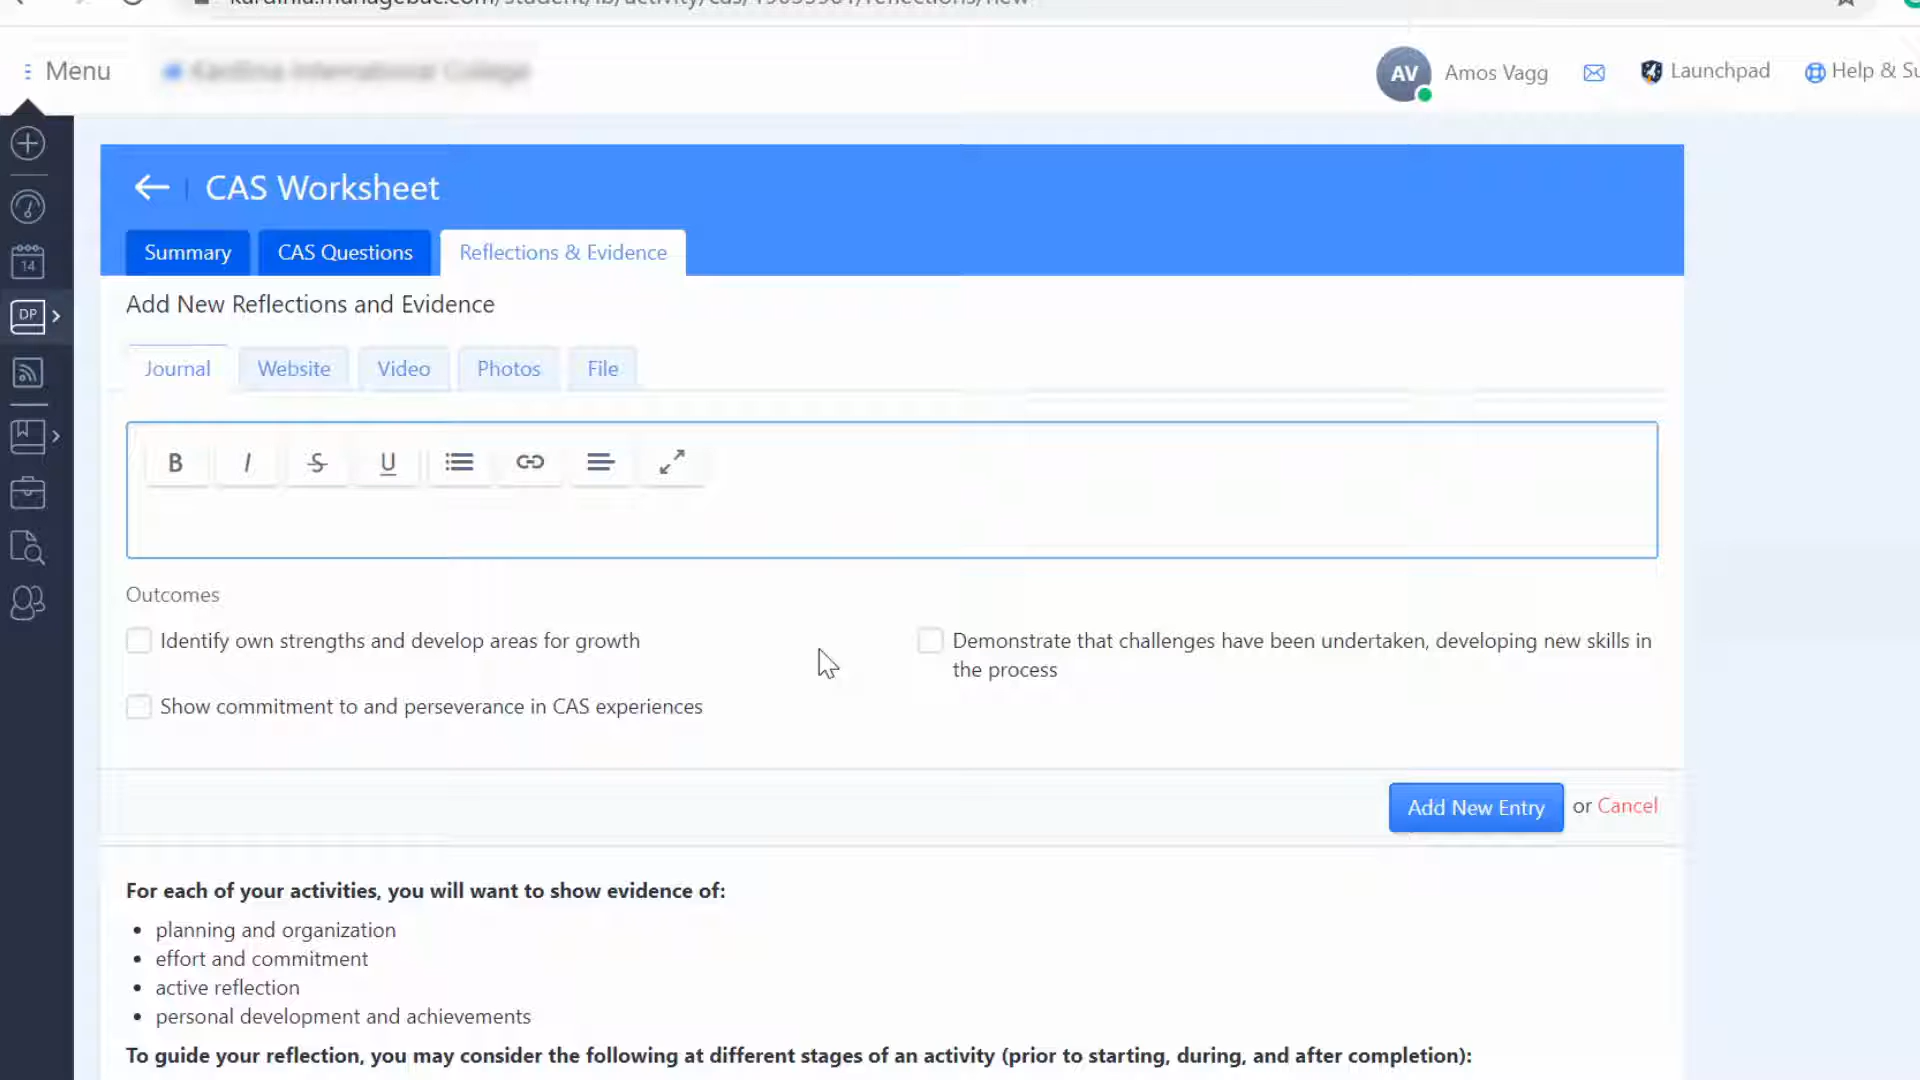 Menu
Amos Vagg
Launchpad
Help & Su
AV
14
DP
CAS Worksheet
Summary
CAS Questions
Reflections & Evidence
Add New Reflections and Evidence
Journal
Website
Video
Photos
File
B I S U
Outcomes
Identify own strengths and develop areas for growth
Demonstrate that challenges have been undertaken, developing new skills in
the process
Show commitment to and perseverance in CAS experiences
Add New Entry or Cancel
For each of your activities, you will want to show evidence of:
• planning and organization
• effort and commitment
• active reflection
• personal development and achievements
To guide your reflection, you may consider the following at different stages of an activity (prior to starting, during, and after completion):